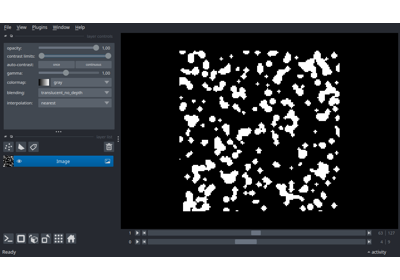 File View Plugins Window Help
opacity: 1.00
contrast limits:
auto-contrast: once continuous
gamma: 1.00
colormap: gray
blending: translucent_no_depth
interpolation: nearest
Image
Ready
activity